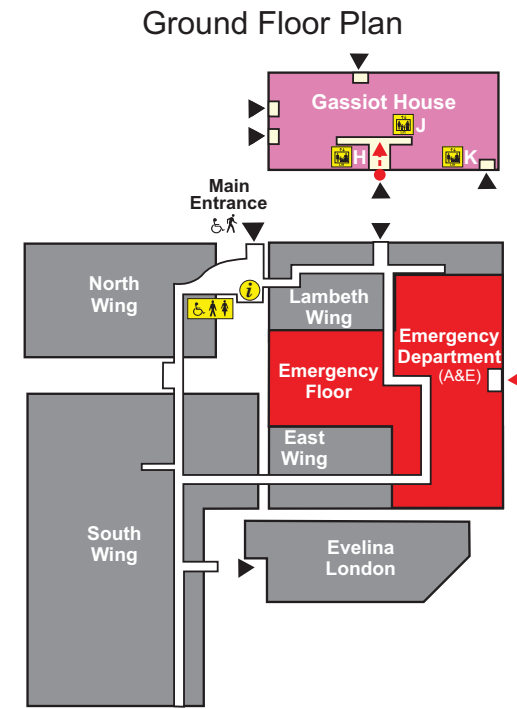 Ground Floor Plan
Gassiot House
J
H
K
Main
Entrance
North
Wing
i
Lambeth
Wing
Emergency
Department
(A&E)
Emergency
Floor
East
Wing
South
Wing
Evelina
London